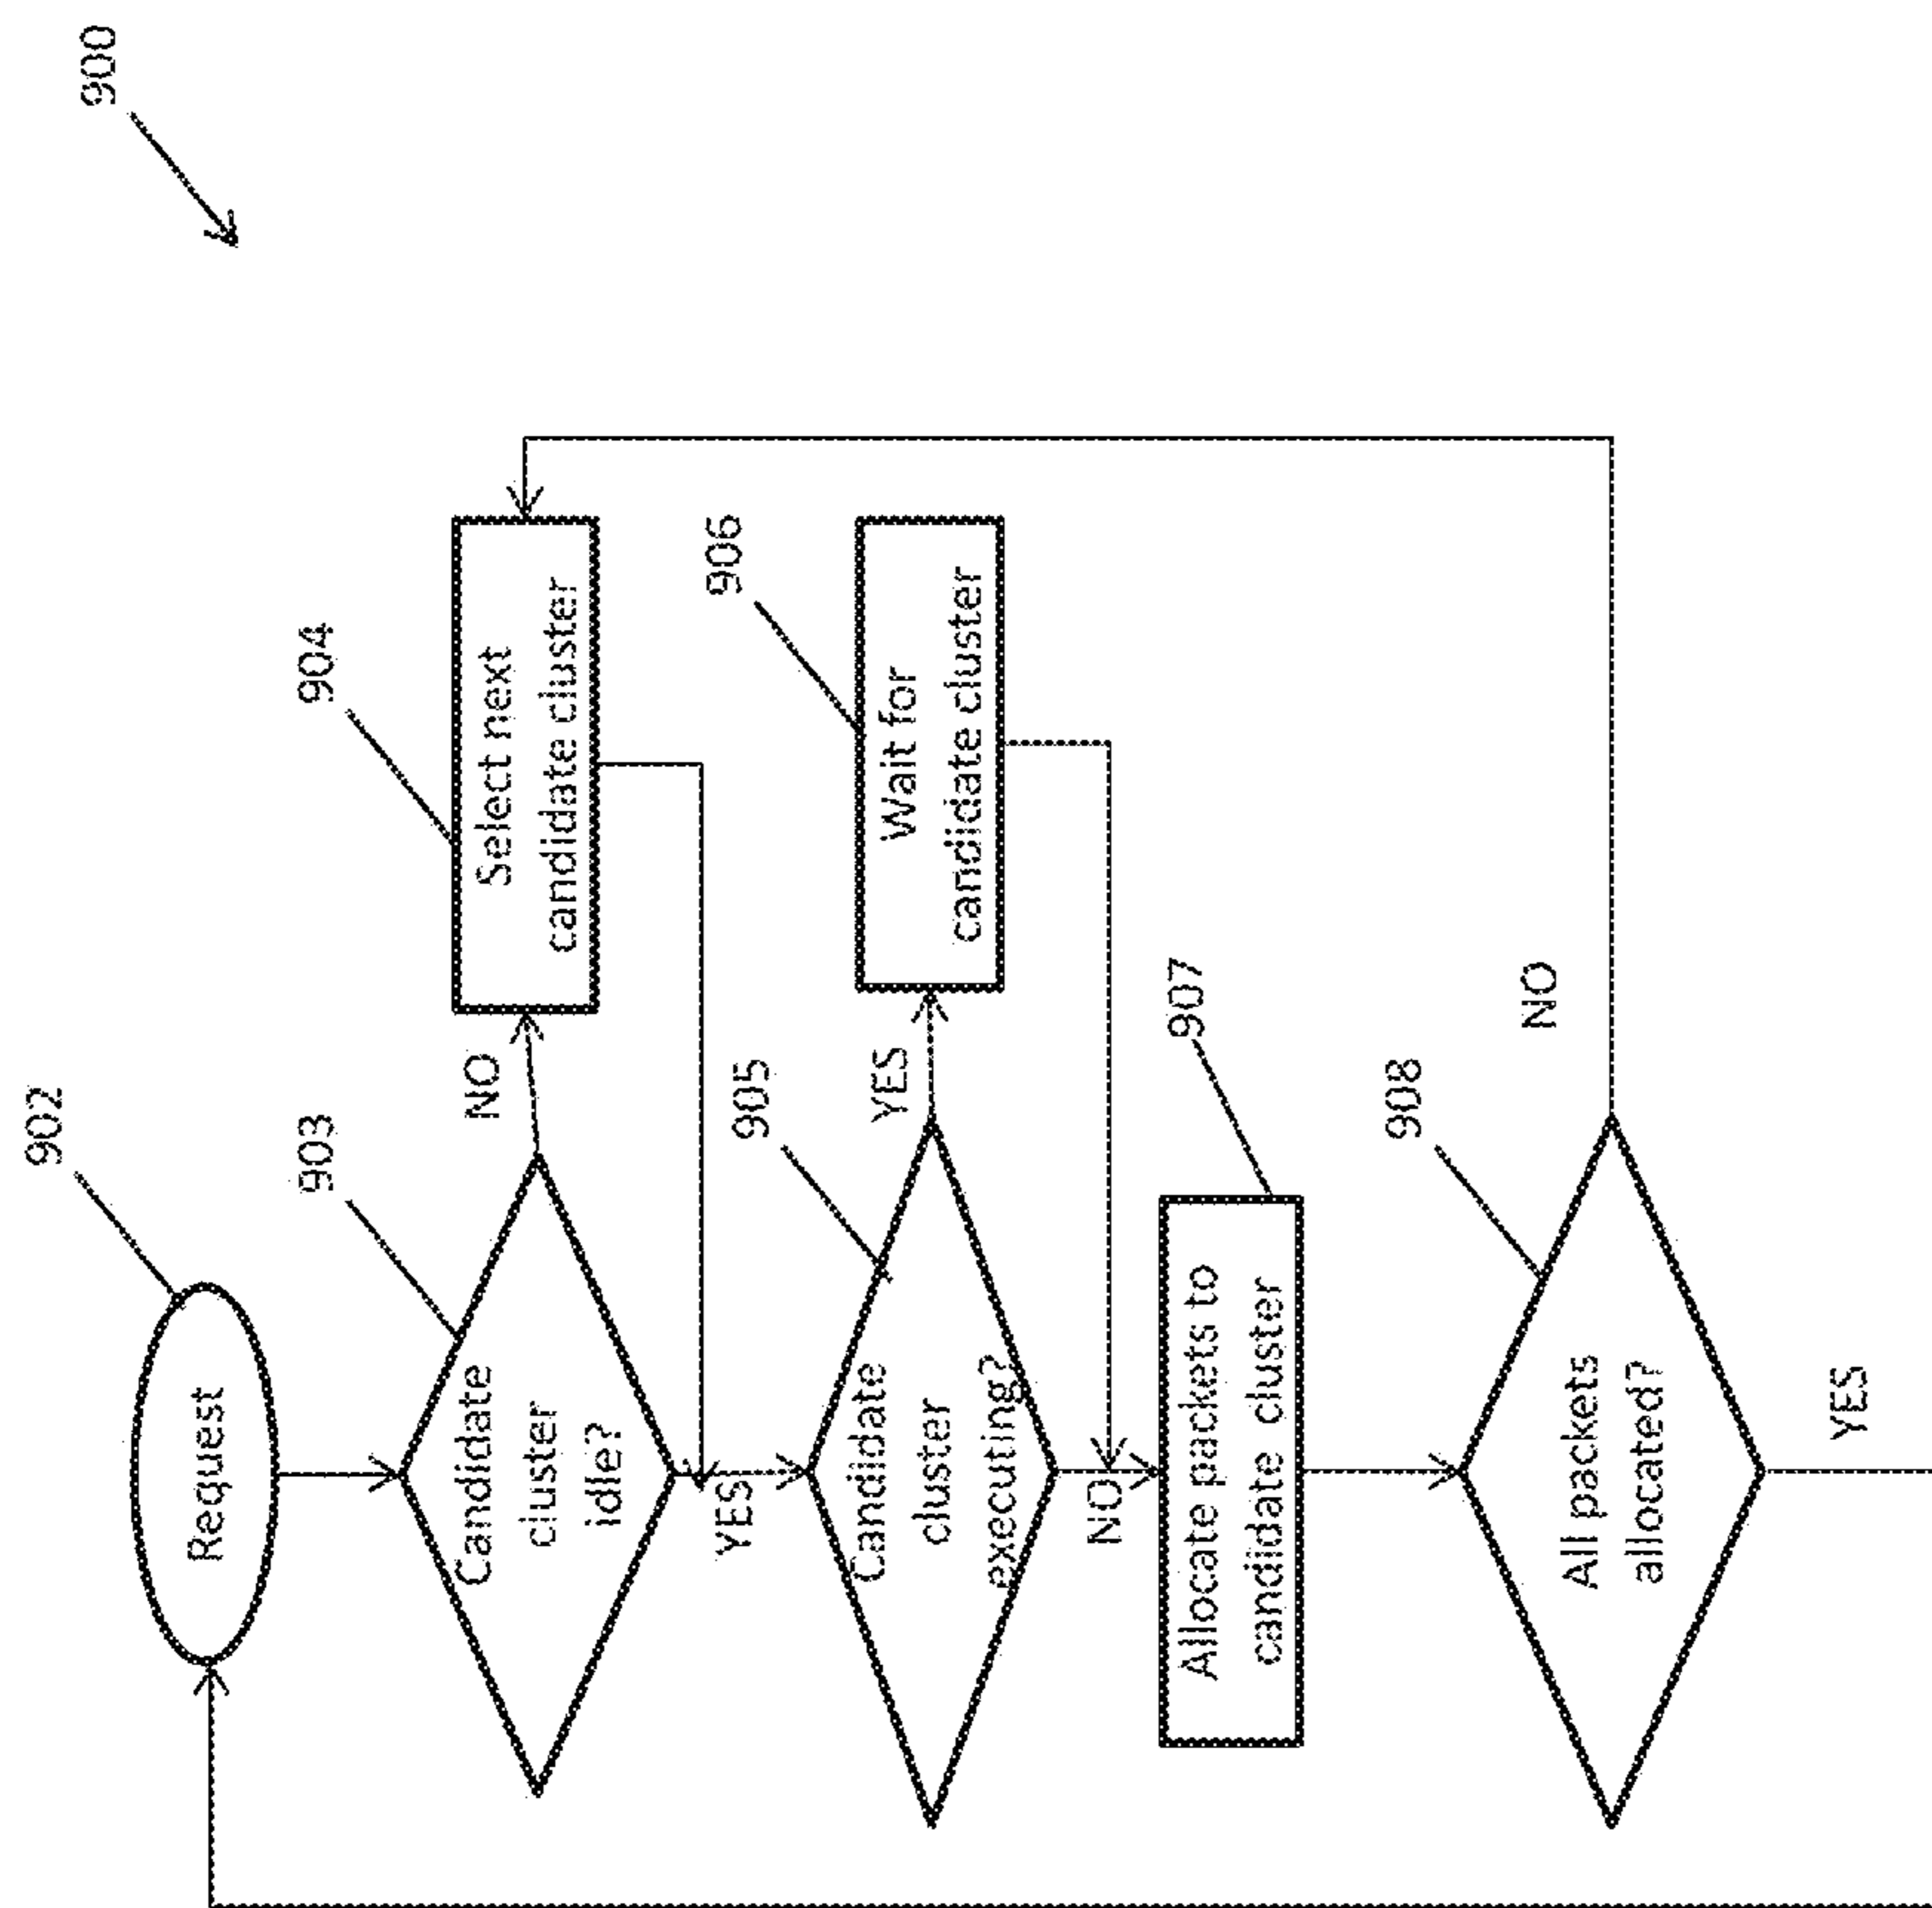 900
902
Request
903
Candidate
cluster
idle?
NO
904
Select next
candidate cluster
YES
905
Candidate
cluster
executing?
YES
906
Wait for
candidate cluster
NO
907
Allocate packets to
candidate cluster
908
All packets
allocated?
NO
YES